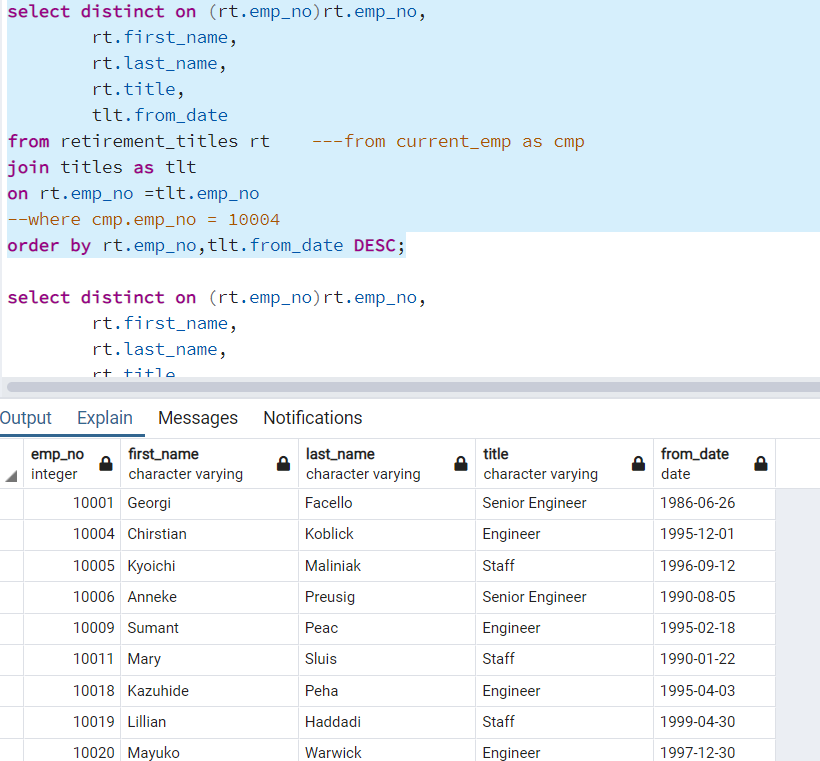 select distinct on (rt.emp_no)rt.emp_no,
rt.first_name,
rt.last_name,
rt.title,
tlt.from_date
from retirement_titles rt    ---from current_emp as cmp
join titles as tlt
on rt.emp_no =tlt.emp_no
--where cmp.emp_no = 10004
order by rt.emp_no,tlt.from_date DESC;
select distinct on (rt.emp_no)rt.emp_no,
rt.first_name,
rt.last_name,
rt.title
Output Explain Messages Notifications
emp_no first_name last_name title from_date
integer character varying character varying character varying date
10001 Georgi Facello Senior Engineer 1986-06-26
10004 Chirstian Koblick Engineer 1995-12-01
10005 Kyoichi Maliniak Staff 1996-09-12
10006 Anneke Preusig Senior Engineer 1990-08-05
10009 Sumant Peac Engineer 1995-02-18
10011 Mary Sluis Staff 1990-01-22
10018 Kazuhide Peha Engineer 1995-04-03
10019 Lillian Haddadi Staff 1999-04-30
10020 Mayuko Warwick Engineer 1997-12-30